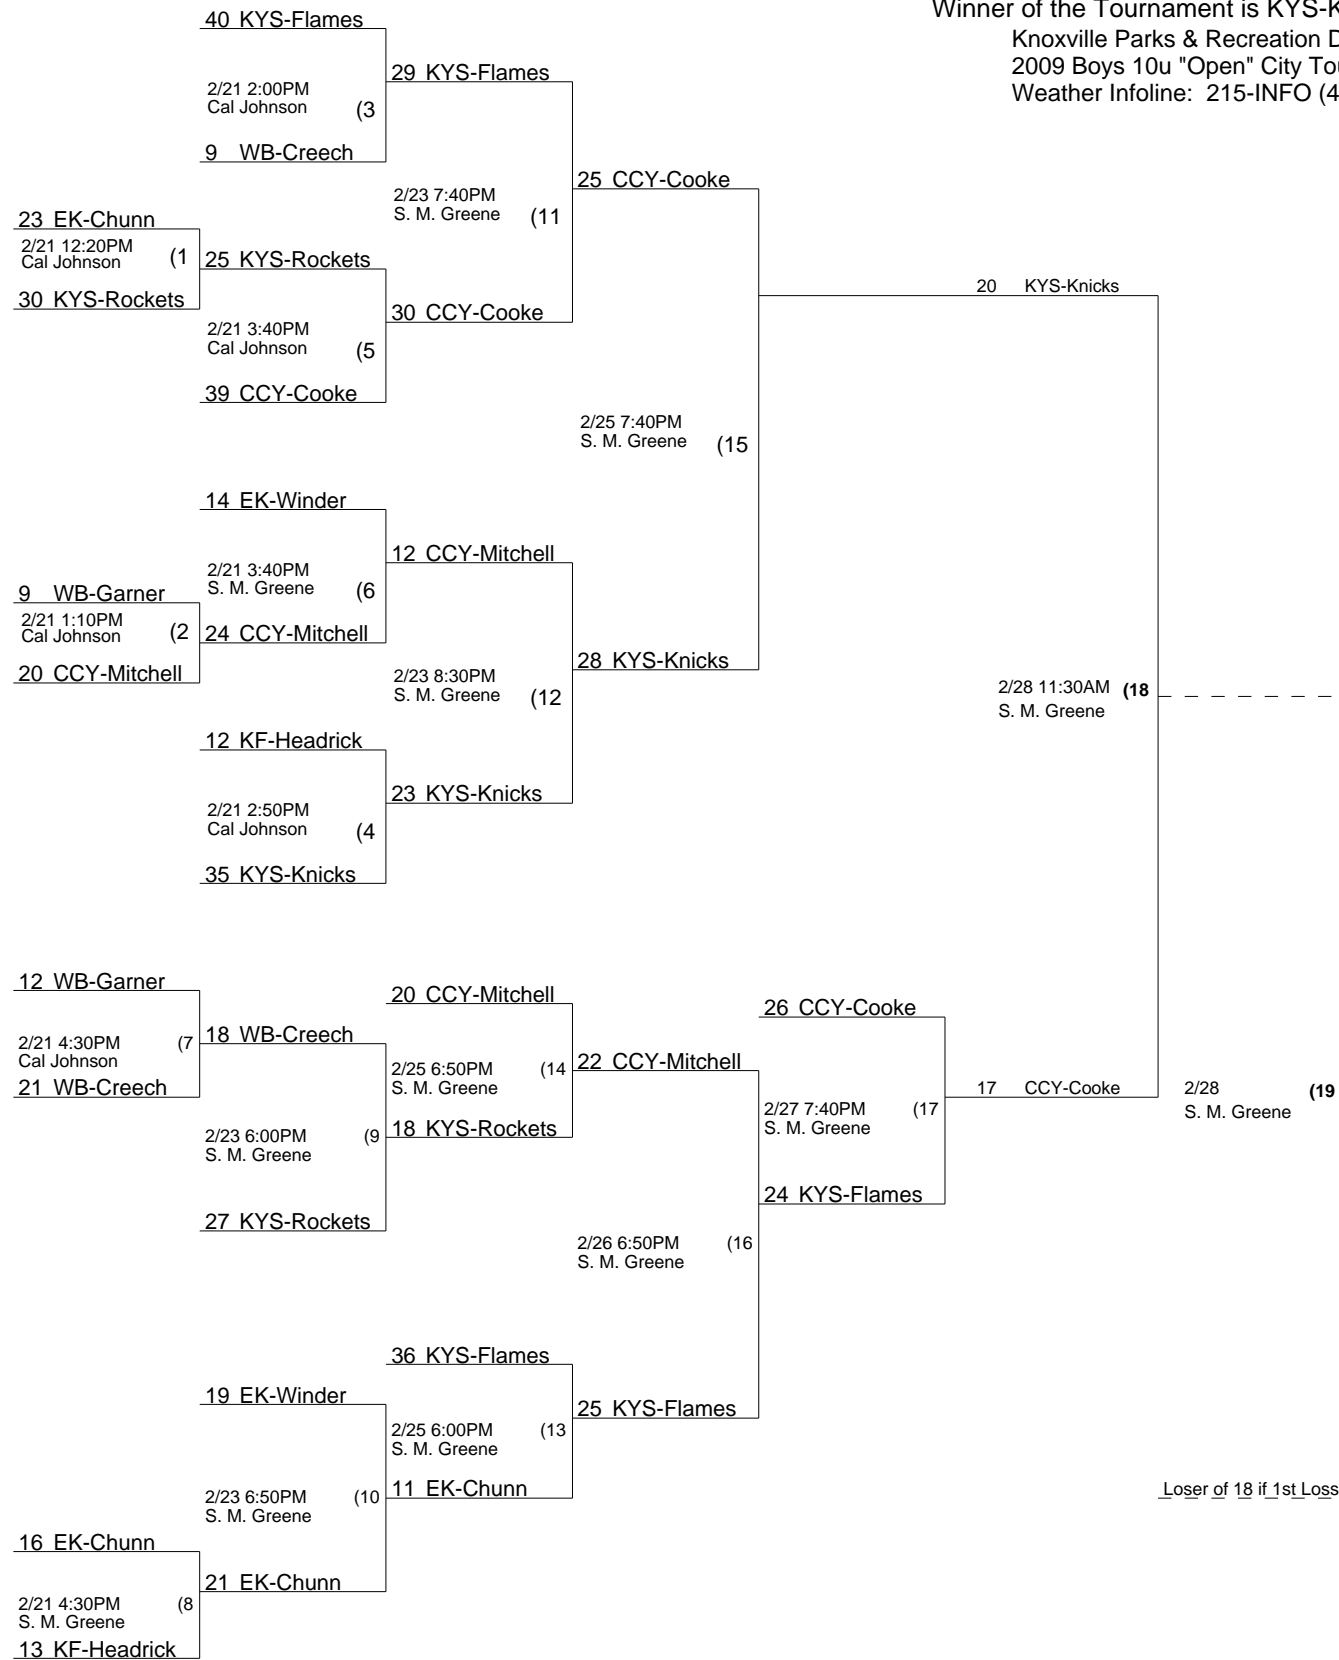 Winner of the Tournament is KYS-K
Knoxville Parks & Recreation D
2009 Boys 10u "Open" City Tou
Weather Infoline: 215-INFO (4
40 KYS-Flames
2/21 2:00PM
Cal Johnson (3
9 WB-Creech
29 KYS-Flames
2/23 7:40PM
S. M. Greene (11
25 CCY-Cooke
23 EK-Chunn
2/21 12:20PM
Cal Johnson (1
30 KYS-Rockets
25 KYS-Rockets
2/21 3:40PM
Cal Johnson (5
39 CCY-Cooke
30 CCY-Cooke
20 KYS-Knicks
2/25 7:40PM
S. M. Greene (15
14 EK-Winder
2/21 3:40PM
S. M. Greene (6
12 CCY-Mitchell
9 WB-Garner
2/21 1:10PM
Cal Johnson (2
20 CCY-Mitchell
24 CCY-Mitchell
2/23 8:30PM
S. M. Greene (12
28 KYS-Knicks
2/28 11:30AM (18
S. M. Greene
12 KF-Headrick
2/21 2:50PM
Cal Johnson (4
35 KYS-Knicks
23 KYS-Knicks
12 WB-Garner
2/21 4:30PM (7
Cal Johnson
21 WB-Creech
18 WB-Creech
2/23 6:00PM (9
S. M. Greene
27 KYS-Rockets
20 CCY-Mitchell
2/25 6:50PM (14
S. M. Greene
18 KYS-Rockets
22 CCY-Mitchell
26 CCY-Cooke
2/27 7:40PM (17
S. M. Greene
24 KYS-Flames
17 CCY-Cooke
2/28 (19
S. M. Greene
2/26 6:50PM (16
S. M. Greene
36 KYS-Flames
2/25 6:00PM (13
S. M. Greene
11 EK-Chunn
25 KYS-Flames
19 EK-Winder
2/23 6:50PM (10
S. M. Greene
21 EK-Chunn
16 EK-Chunn
2/21 4:30PM (8
S. M. Greene
13 KF-Headrick
Loser of 18 if 1st Loss